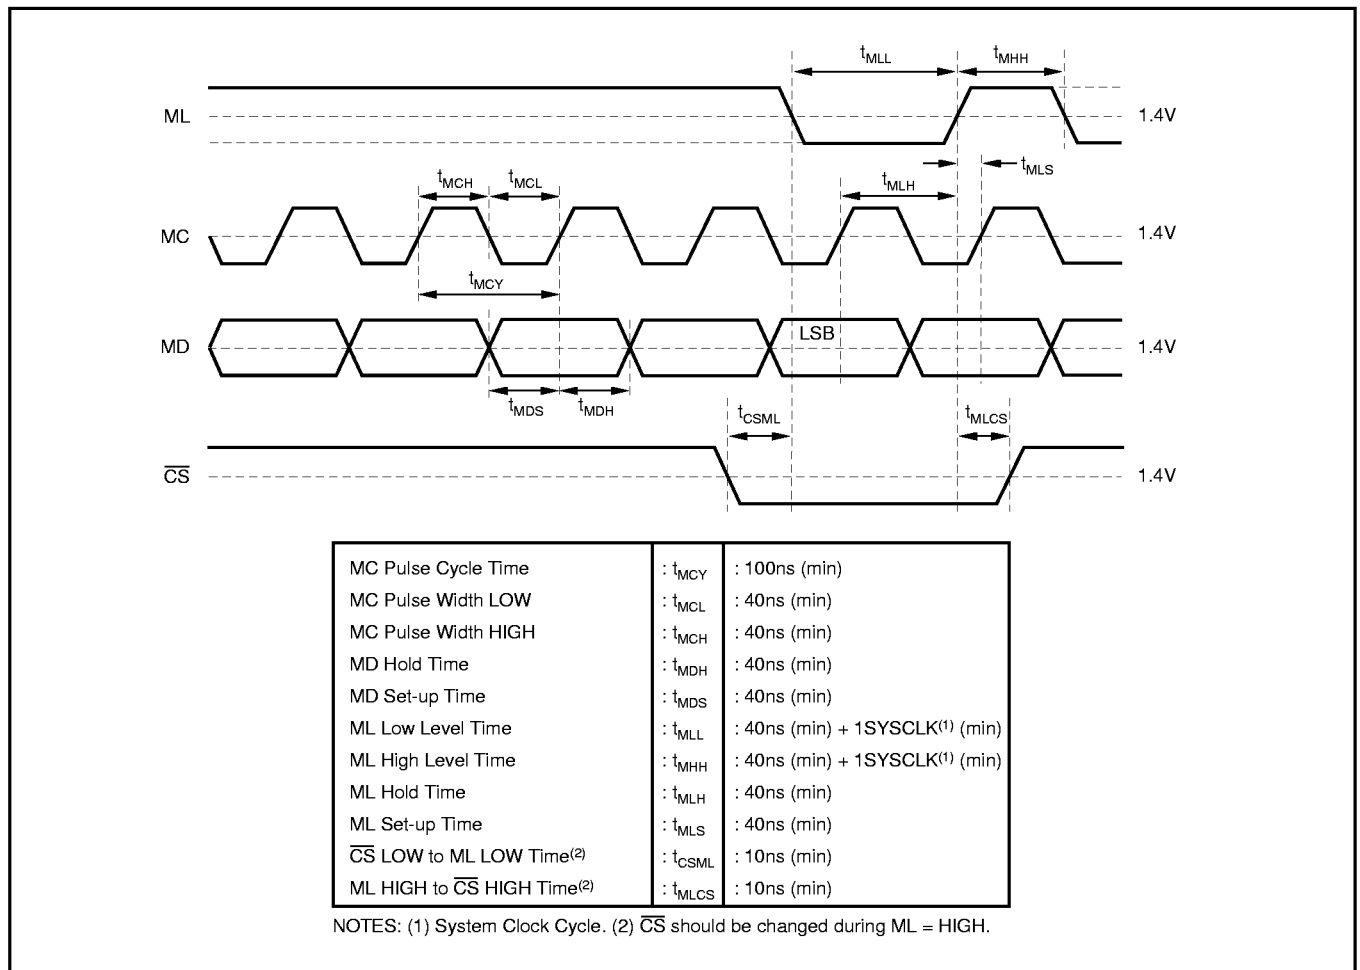 tMLL tMHH
ML 1.4V
tMLS
tMCH tMCL tMLH
MC 1.4V
tMCY
LSB
MD 1.4V
tMDS tMDH
tCSML tMLCS
C̅S̅ 1.4V
MC Pulse Cycle Time : tMCY : 100ns (min)
MC Pulse Width LOW : tMCL : 40ns (min)
MC Pulse Width HIGH : tMCH : 40ns (min)
MD Hold Time : tMDH : 40ns (min)
MD Set-up Time : tMDS : 40ns (min)
ML Low Level Time : tMLL : 40ns (min) + 1SYSCLK(1) (min)
ML High Level Time : tMHH : 40ns (min) + 1SYSCLK(1) (min)
ML Hold Time : tMLH : 40ns (min)
ML Set-up Time : tMLS : 40ns (min)
C̅S̅ LOW to ML LOW Time(2) : tCSML : 10ns (min)
ML HIGH to C̅S̅ HIGH Time(2) : tMLCS : 10ns (min)
NOTES: (1) System Clock Cycle. (2) C̅S̅ should be changed during ML = HIGH.